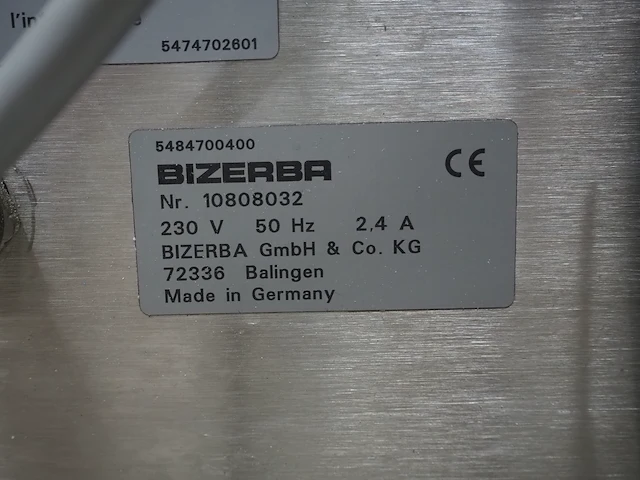 l'in
5474702601
5484700400
BIZERBA
CE
Nr. 10808032
230 V 50 Hz 2,4 A
BIZERBA GmbH & Co. KG
72336 Balingen
Made in Germany